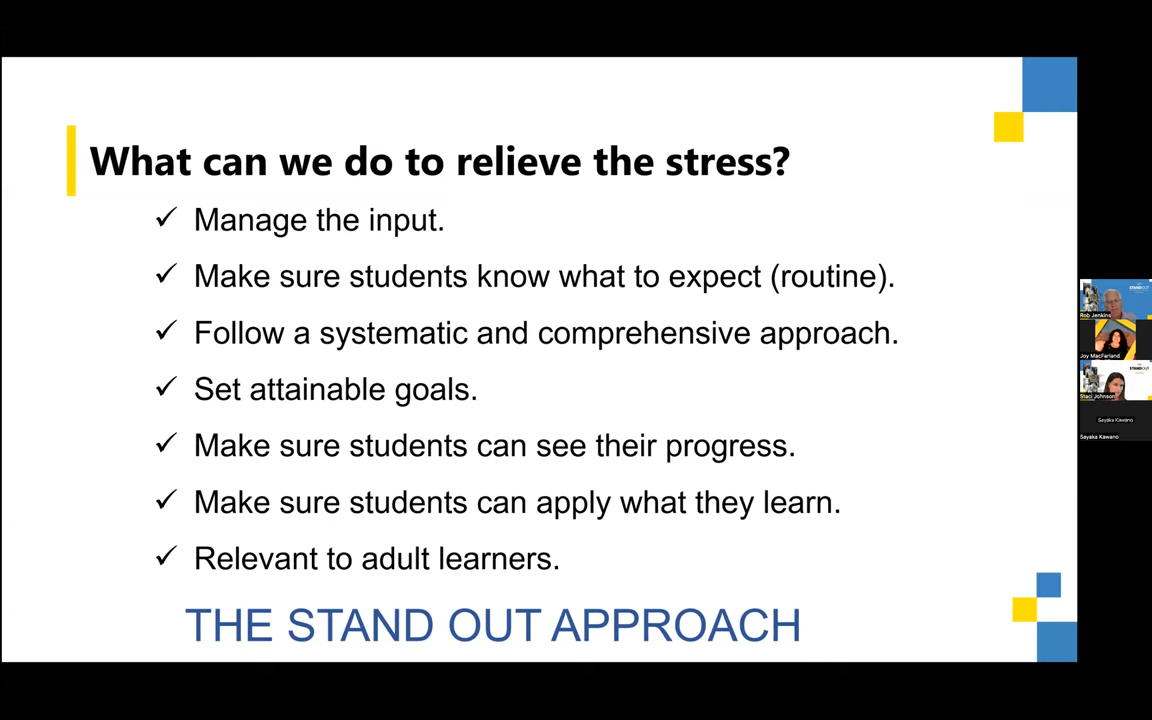 What can we do to relieve the stress?
✓ Manage the input.
✓ Make sure students know what to expect (routine).
✓ Follow a systematic and comprehensive approach.
✓ Set attainable goals.
✓ Make sure students can see their progress.
✓ Make sure students can apply what they learn.
✓ Relevant to adult learners.
THE STAND OUT APPROACH
STANDOUT
Rob Jenkins
Joy MacFarland
STANDOUT
Staci Johnson
Sayaka Kawano
Sayaka Kawano